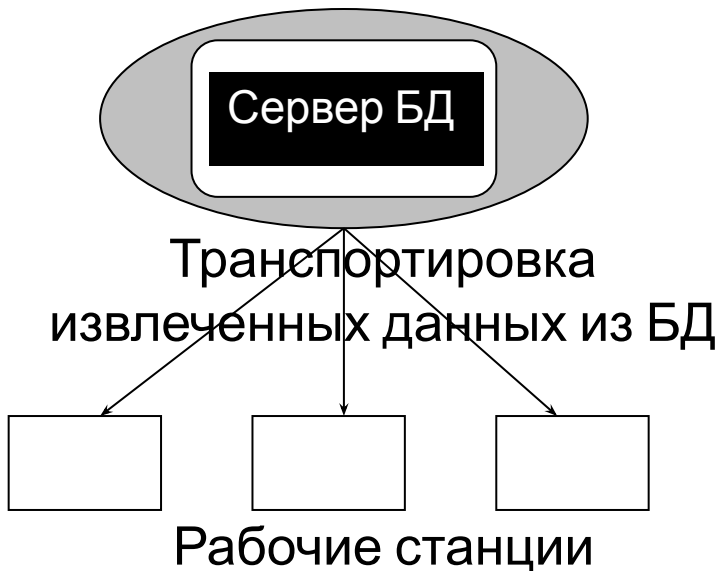 Сервер БД
Транспортировка
извлеченных данных из БД
Рабочие станции